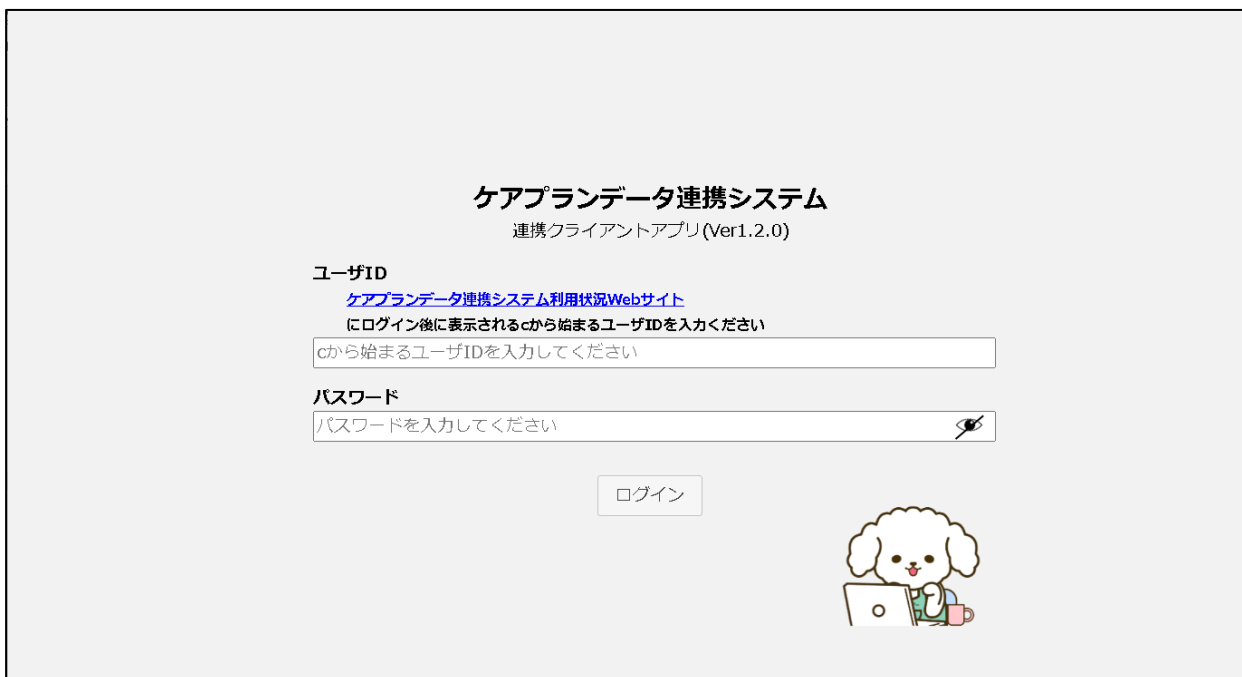 ケアプランデータ連携システム
連携クライアントアプリ(Ver1.2.0)
ユーザID
ケアプランデータ連携システム利用状況Webサイト
にログイン後に表示されるcから始まるユーザIDを入力ください
cから始まるユーザIDを入力してください
パスワード
パスワードを入力してください
ログイン